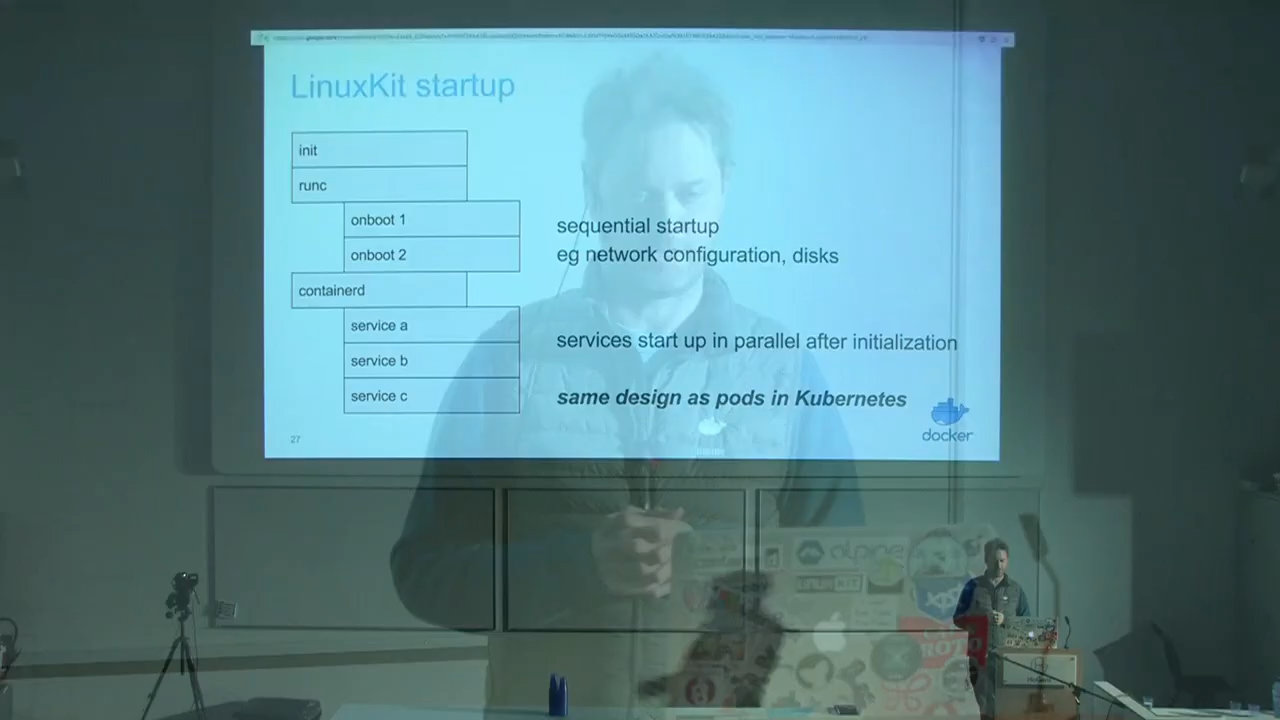 LinuxKit startup
init
runc
onboot 1
onboot 2
sequential startup
eg network configuration, disks
containerd
service a
service b
service c
services start up in parallel after initialization
same design as pods in Kubernetes
docker
27
alpine